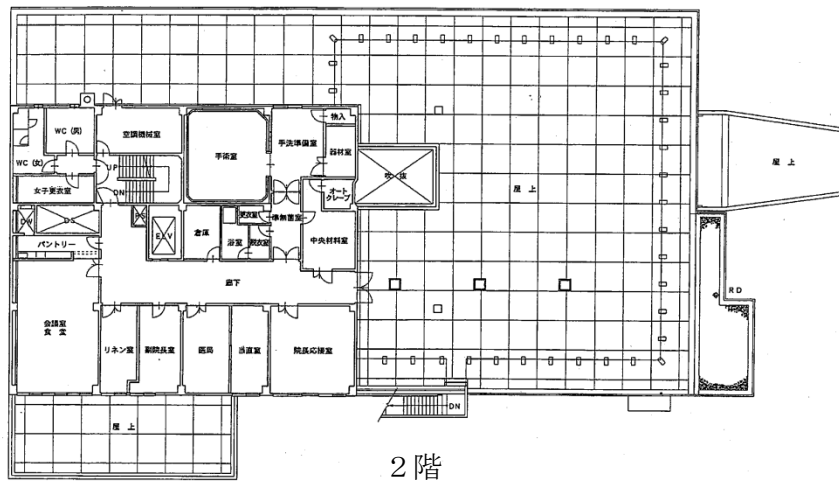 物入
WC (男)
空調機械室
手術室
手洗準備室
器材室
WC (女)
UP
吹抜
屋上
屋上
女子更衣室
DN
オート
クレーブ
DW
DS
PS
更衣室
準無菌室
EV
倉庫
浴室
脱衣室
中央材料室
パントリー
廊下
RD
会議室
食堂
リネン室
副院長室
医局
当直室
院長応接室
DN
屋上
2階